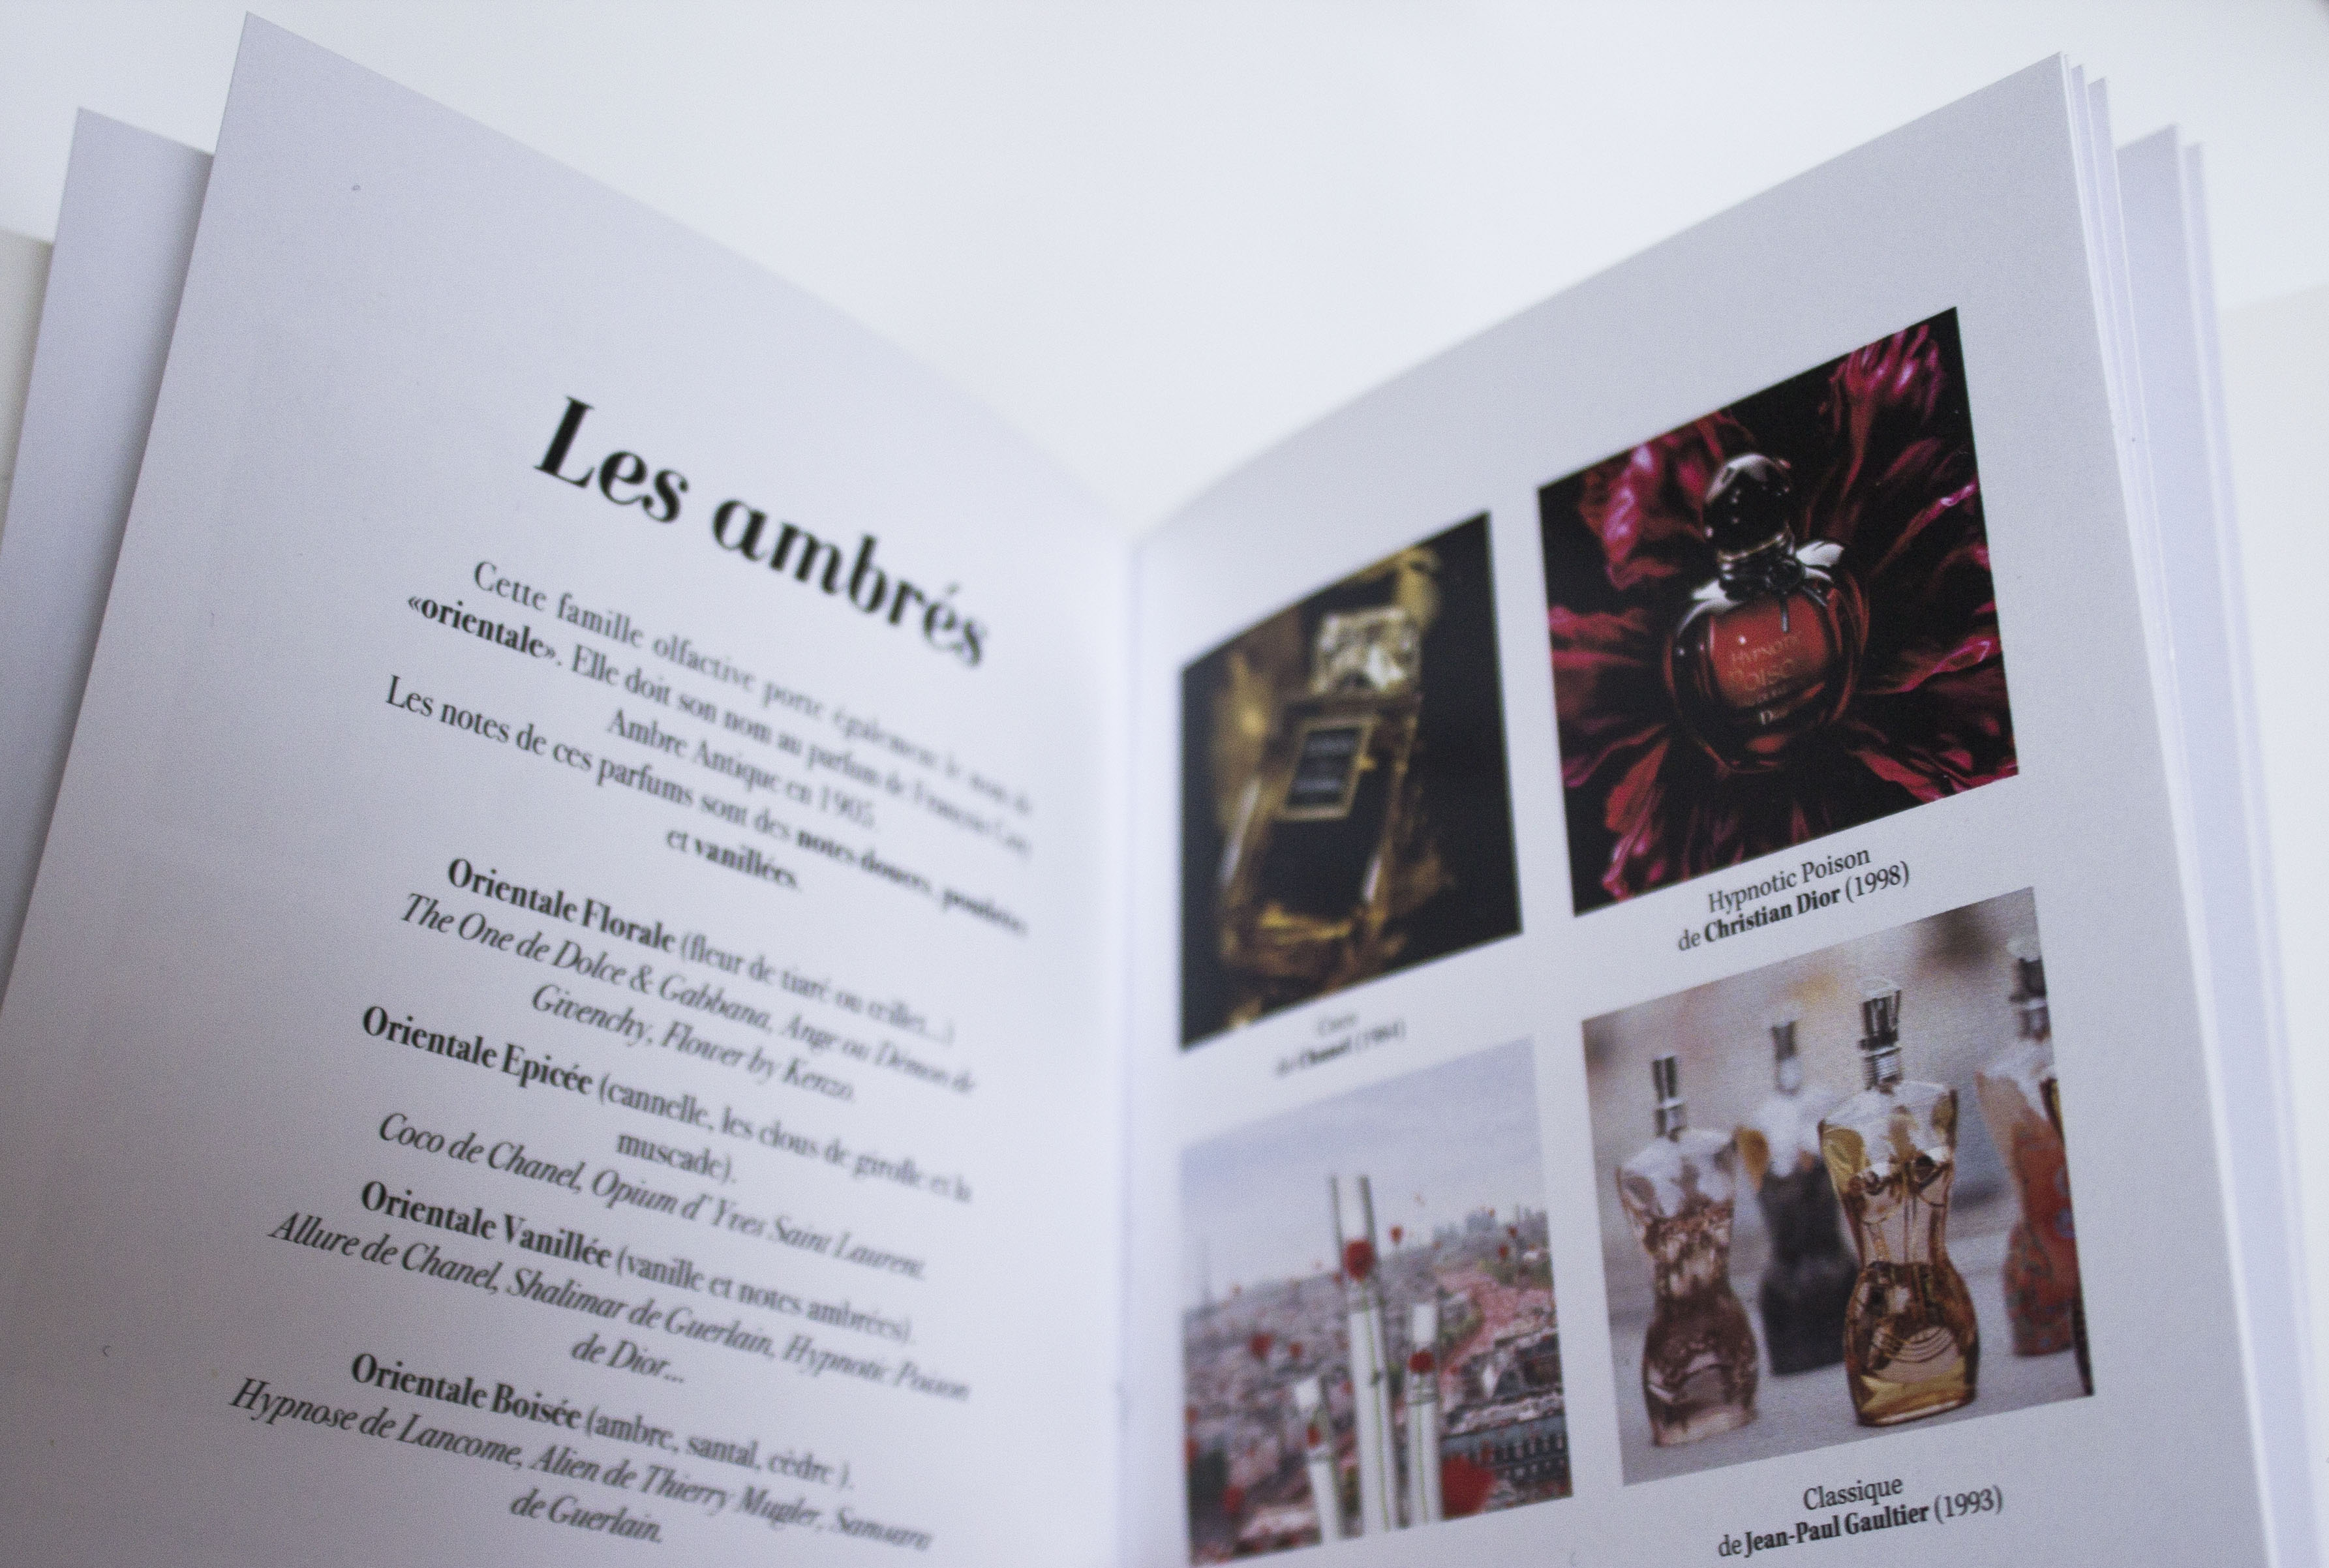 Les ambrés
Cette famille olfactive porte également le nom de
«orientale». Elle doit son nom au parfum de François Coty
Ambre Antique en 1905
Les notes de ces parfums sont des notes douces, poudrées
et vanillées.
Orientale Florale (fleur de tiaré ou œillet...)
The One de Dolce & Gabbana, Ange ou Démon de
Givenchy, Flower by Kenzo.
Orientale Epicée (cannelle, les clous de girofle et la
muscade).
Coco de Chanel, Opium d'Yves Saint Laurent.
Orientale Vanillée (vanille et notes ambrées).
Allure de Chanel, Shalimar de Guerlain, Hypnotic Poison
de Dior...
Orientale Boisée (ambre, santal, cèdre ).
Hypnose de Lancome, Alien de Thierry Mugler, Samsara
de Guerlain.
HYPNOTIC
POISON
Coco
de Chanel (1984)
Hypnotic Poison
de Christian Dior (1998)
Classique
de Jean-Paul Gaultier (1993)